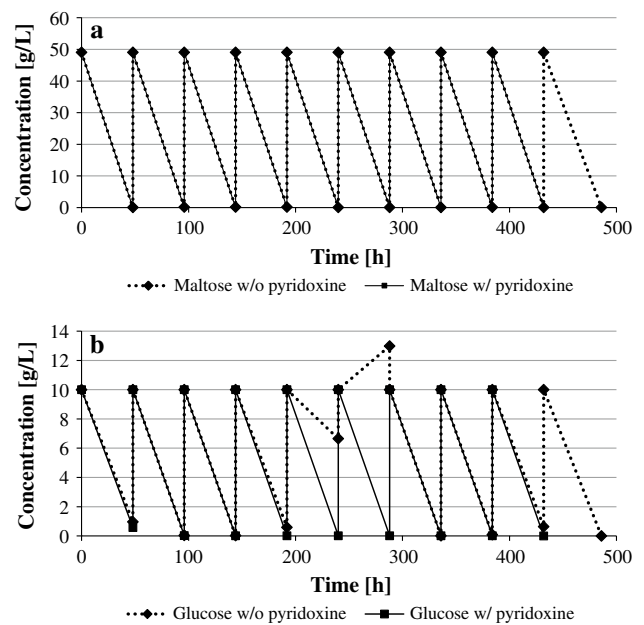 a
Concentration [g/L]
60
50
40
30
20
10
0
0 100 200 300 400 500
Time [h]
Maltose w/o pyridoxine Maltose w/ pyridoxine
b
Concentration [g/L]
14
12
10
8
6
4
2
0
0 100 200 300 400 500
Time [h]
Glucose w/o pyridoxine Glucose w/ pyridoxine